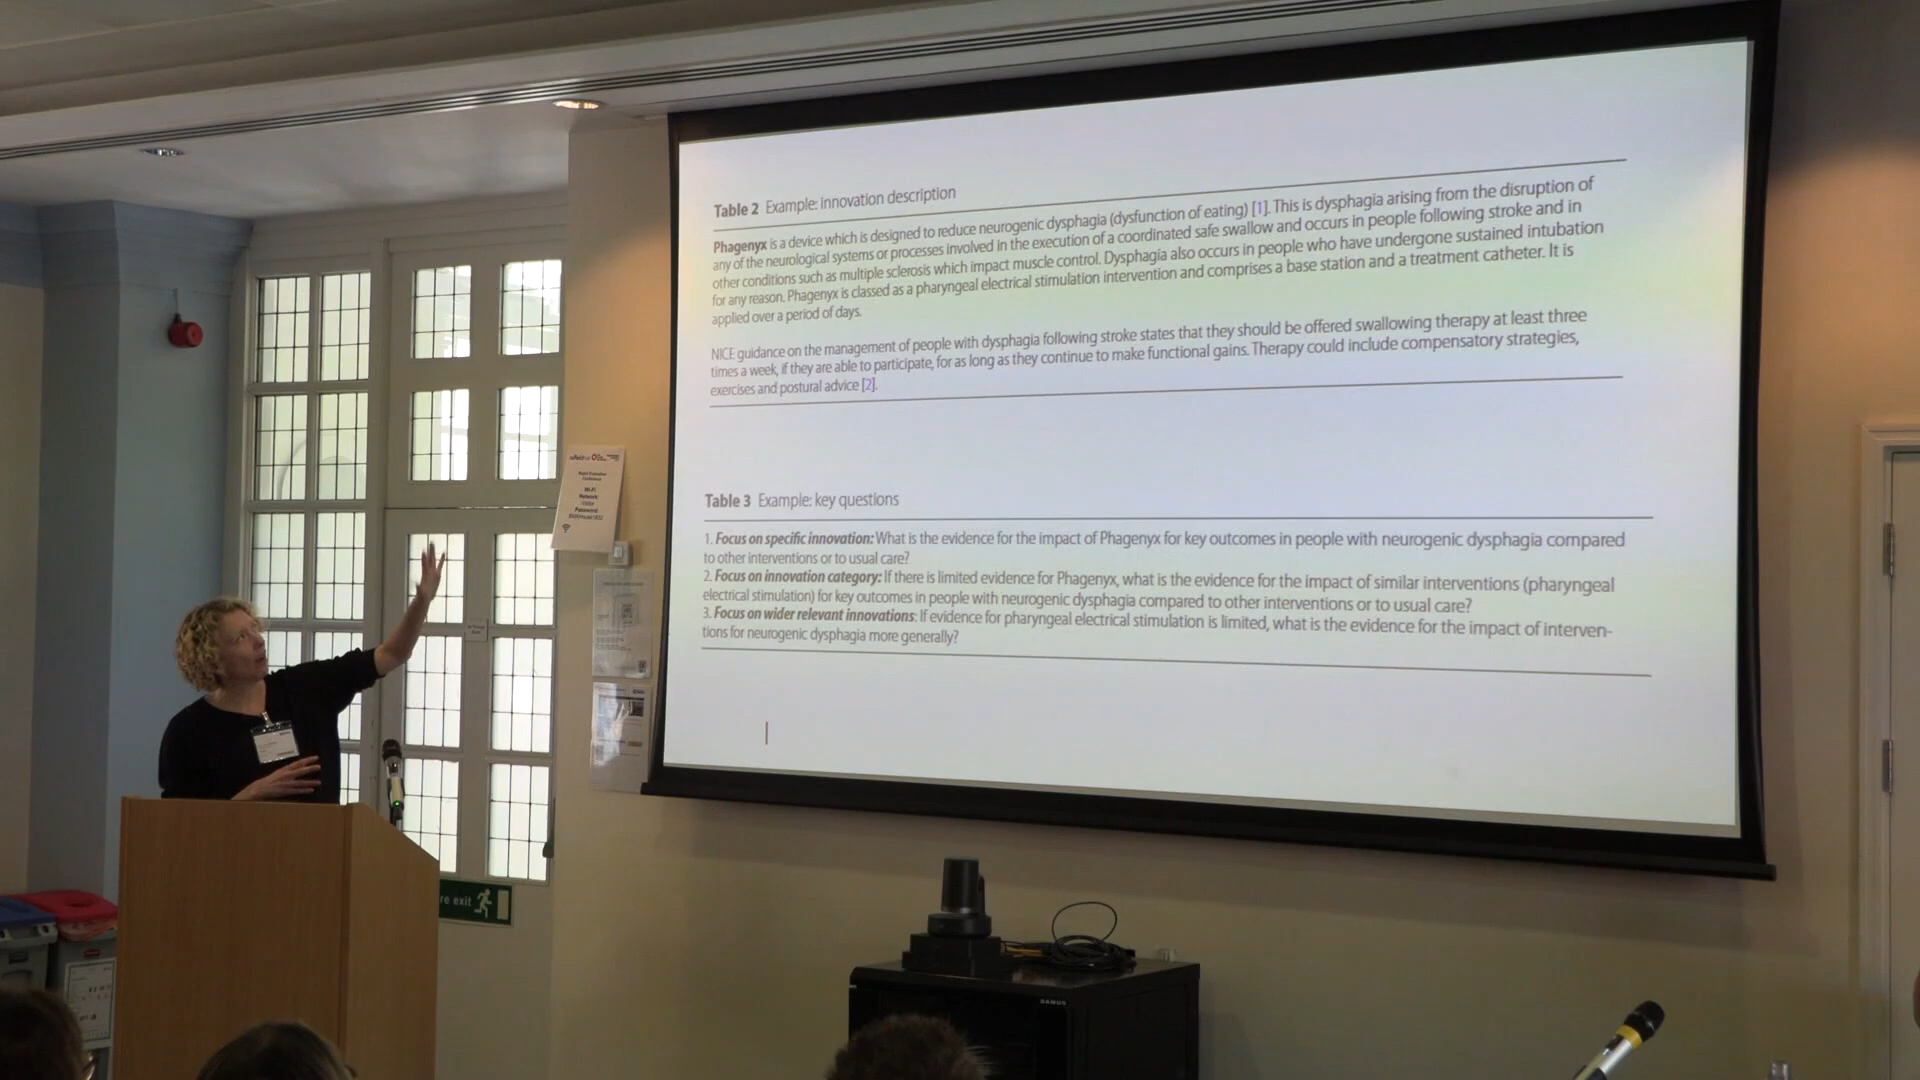 Table 2 Example: innovation description
Phagenyx is a device which is designed to reduce neurogenic dysphagia (dysfunction of eating) [1]. This is dysphagia arising from the disruption of
any of the neurological systems or processes involved in the execution of a coordinated safe swallow and occurs in people following stroke and in
other conditions such as multiple sclerosis which impact muscle control. Dysphagia also occurs in people who have undergone sustained intubation
for any reason. Phagenyx is classed as a pharyngeal electrical stimulation intervention and comprises a base station and a treatment catheter. It is
applied over a period of days.
NICE guidance on the management of people with dysphagia following stroke states that they should be offered swallowing therapy at least three
times a week, if they are able to participate, for as long as they continue to make functional gains. Therapy could include compensatory strategies,
exercises and postural advice [2].
Table 3 Example: key questions
1. Focus on specific innovation: What is the evidence for the impact of Phagenyx for key outcomes in people with neurogenic dysphagia compared
to other interventions or to usual care?
2. Focus on innovation category: If there is limited evidence for Phagenyx, what is the evidence for the impact of similar interventions (pharyngeal
electrical stimulation) for key outcomes in people with neurogenic dysphagia compared to other interventions or to usual care?
3. Focus on wider relevant innovations: If evidence for pharyngeal electrical stimulation is limited, what is the evidence for the impact of interven-
tions for neurogenic dysphagia more generally?
Rapid Evaluation
Conference
Wi-Fi
Network:
Visitor
Password:
re exit
SAMUS